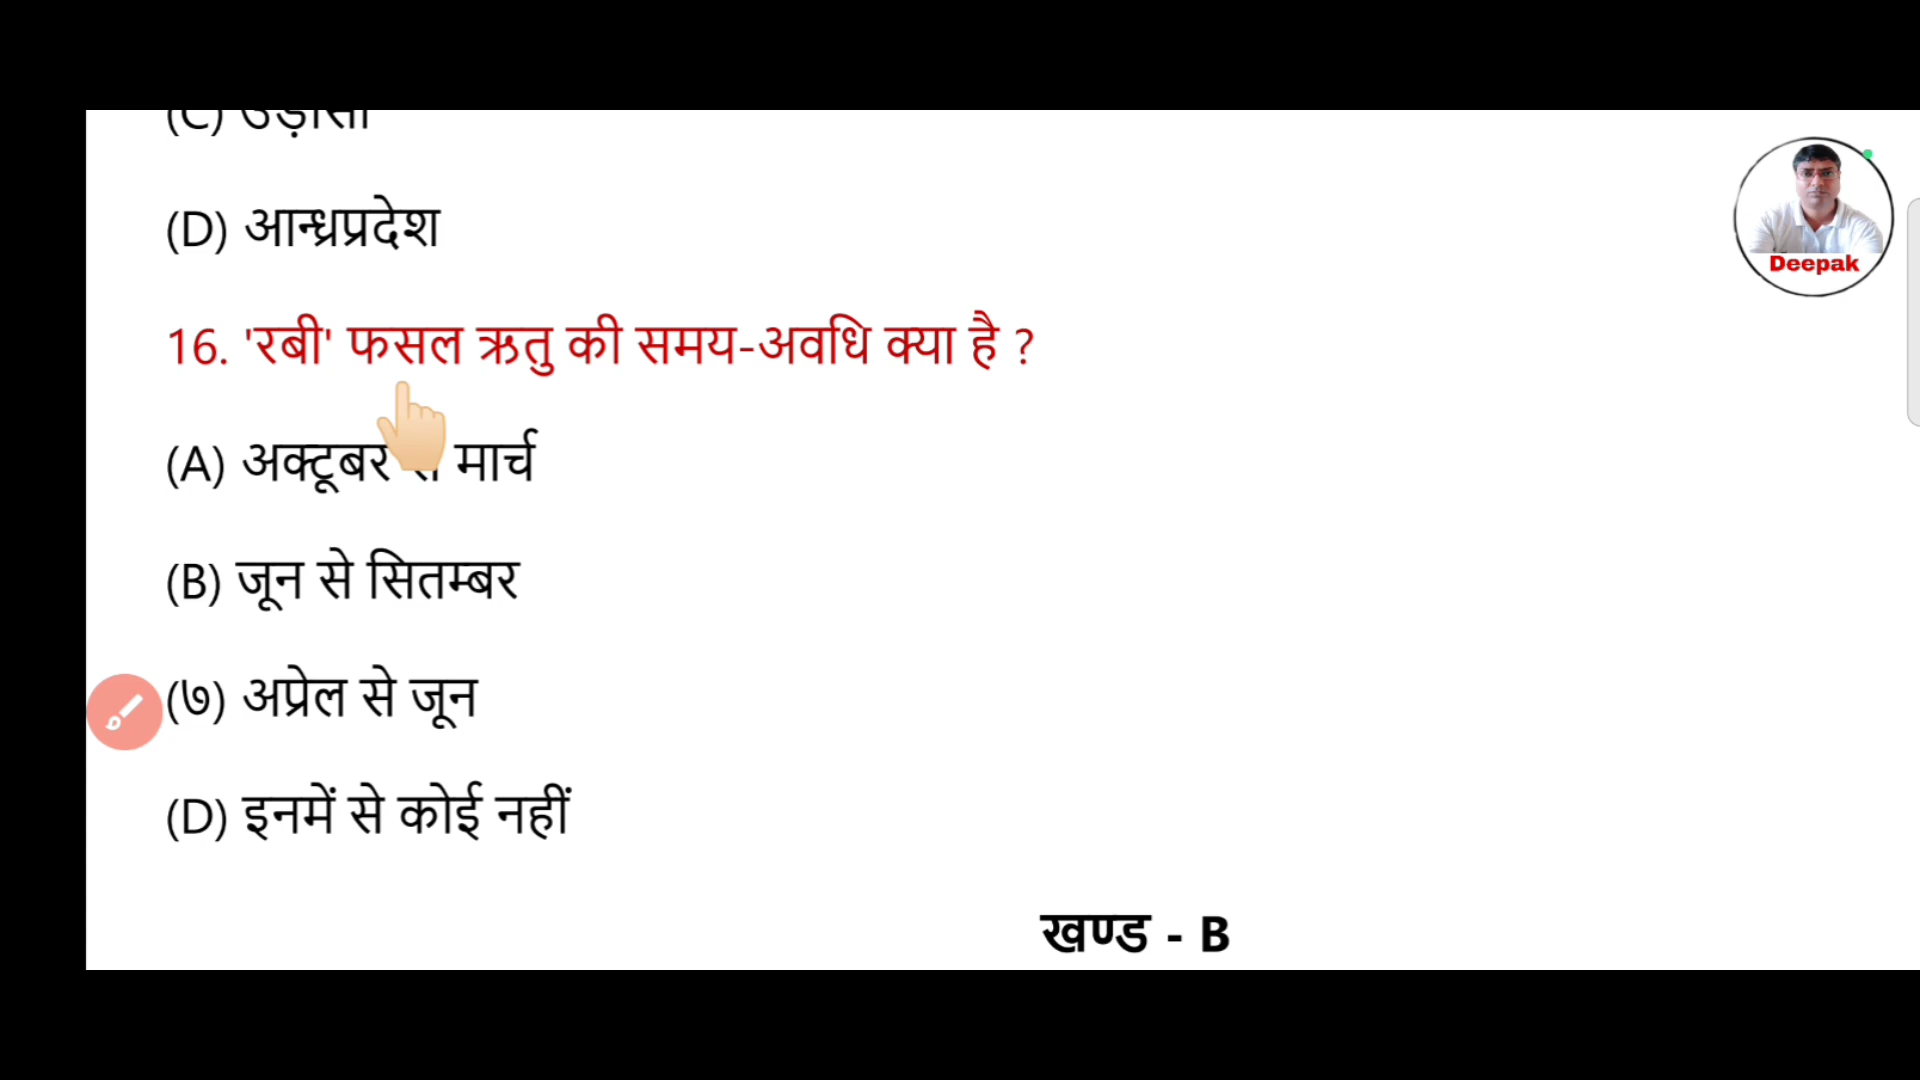 (C) उड़ीसा
(D) आन्ध्रप्रदेश
Deepak
16. 'रबी' फसल ऋतु की समय-अवधि क्या है ?
(A) अक्टूबर से मार्च
(B) जून से सितम्बर
(७) अप्रेल से जून
(D) इनमें से कोई नहीं
खण्ड - B